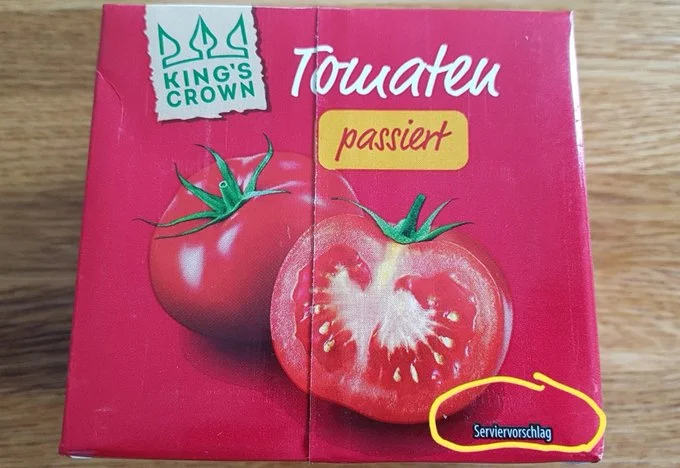 KING'S
CROWN
Tomaten
passiert
Serviervorschlag